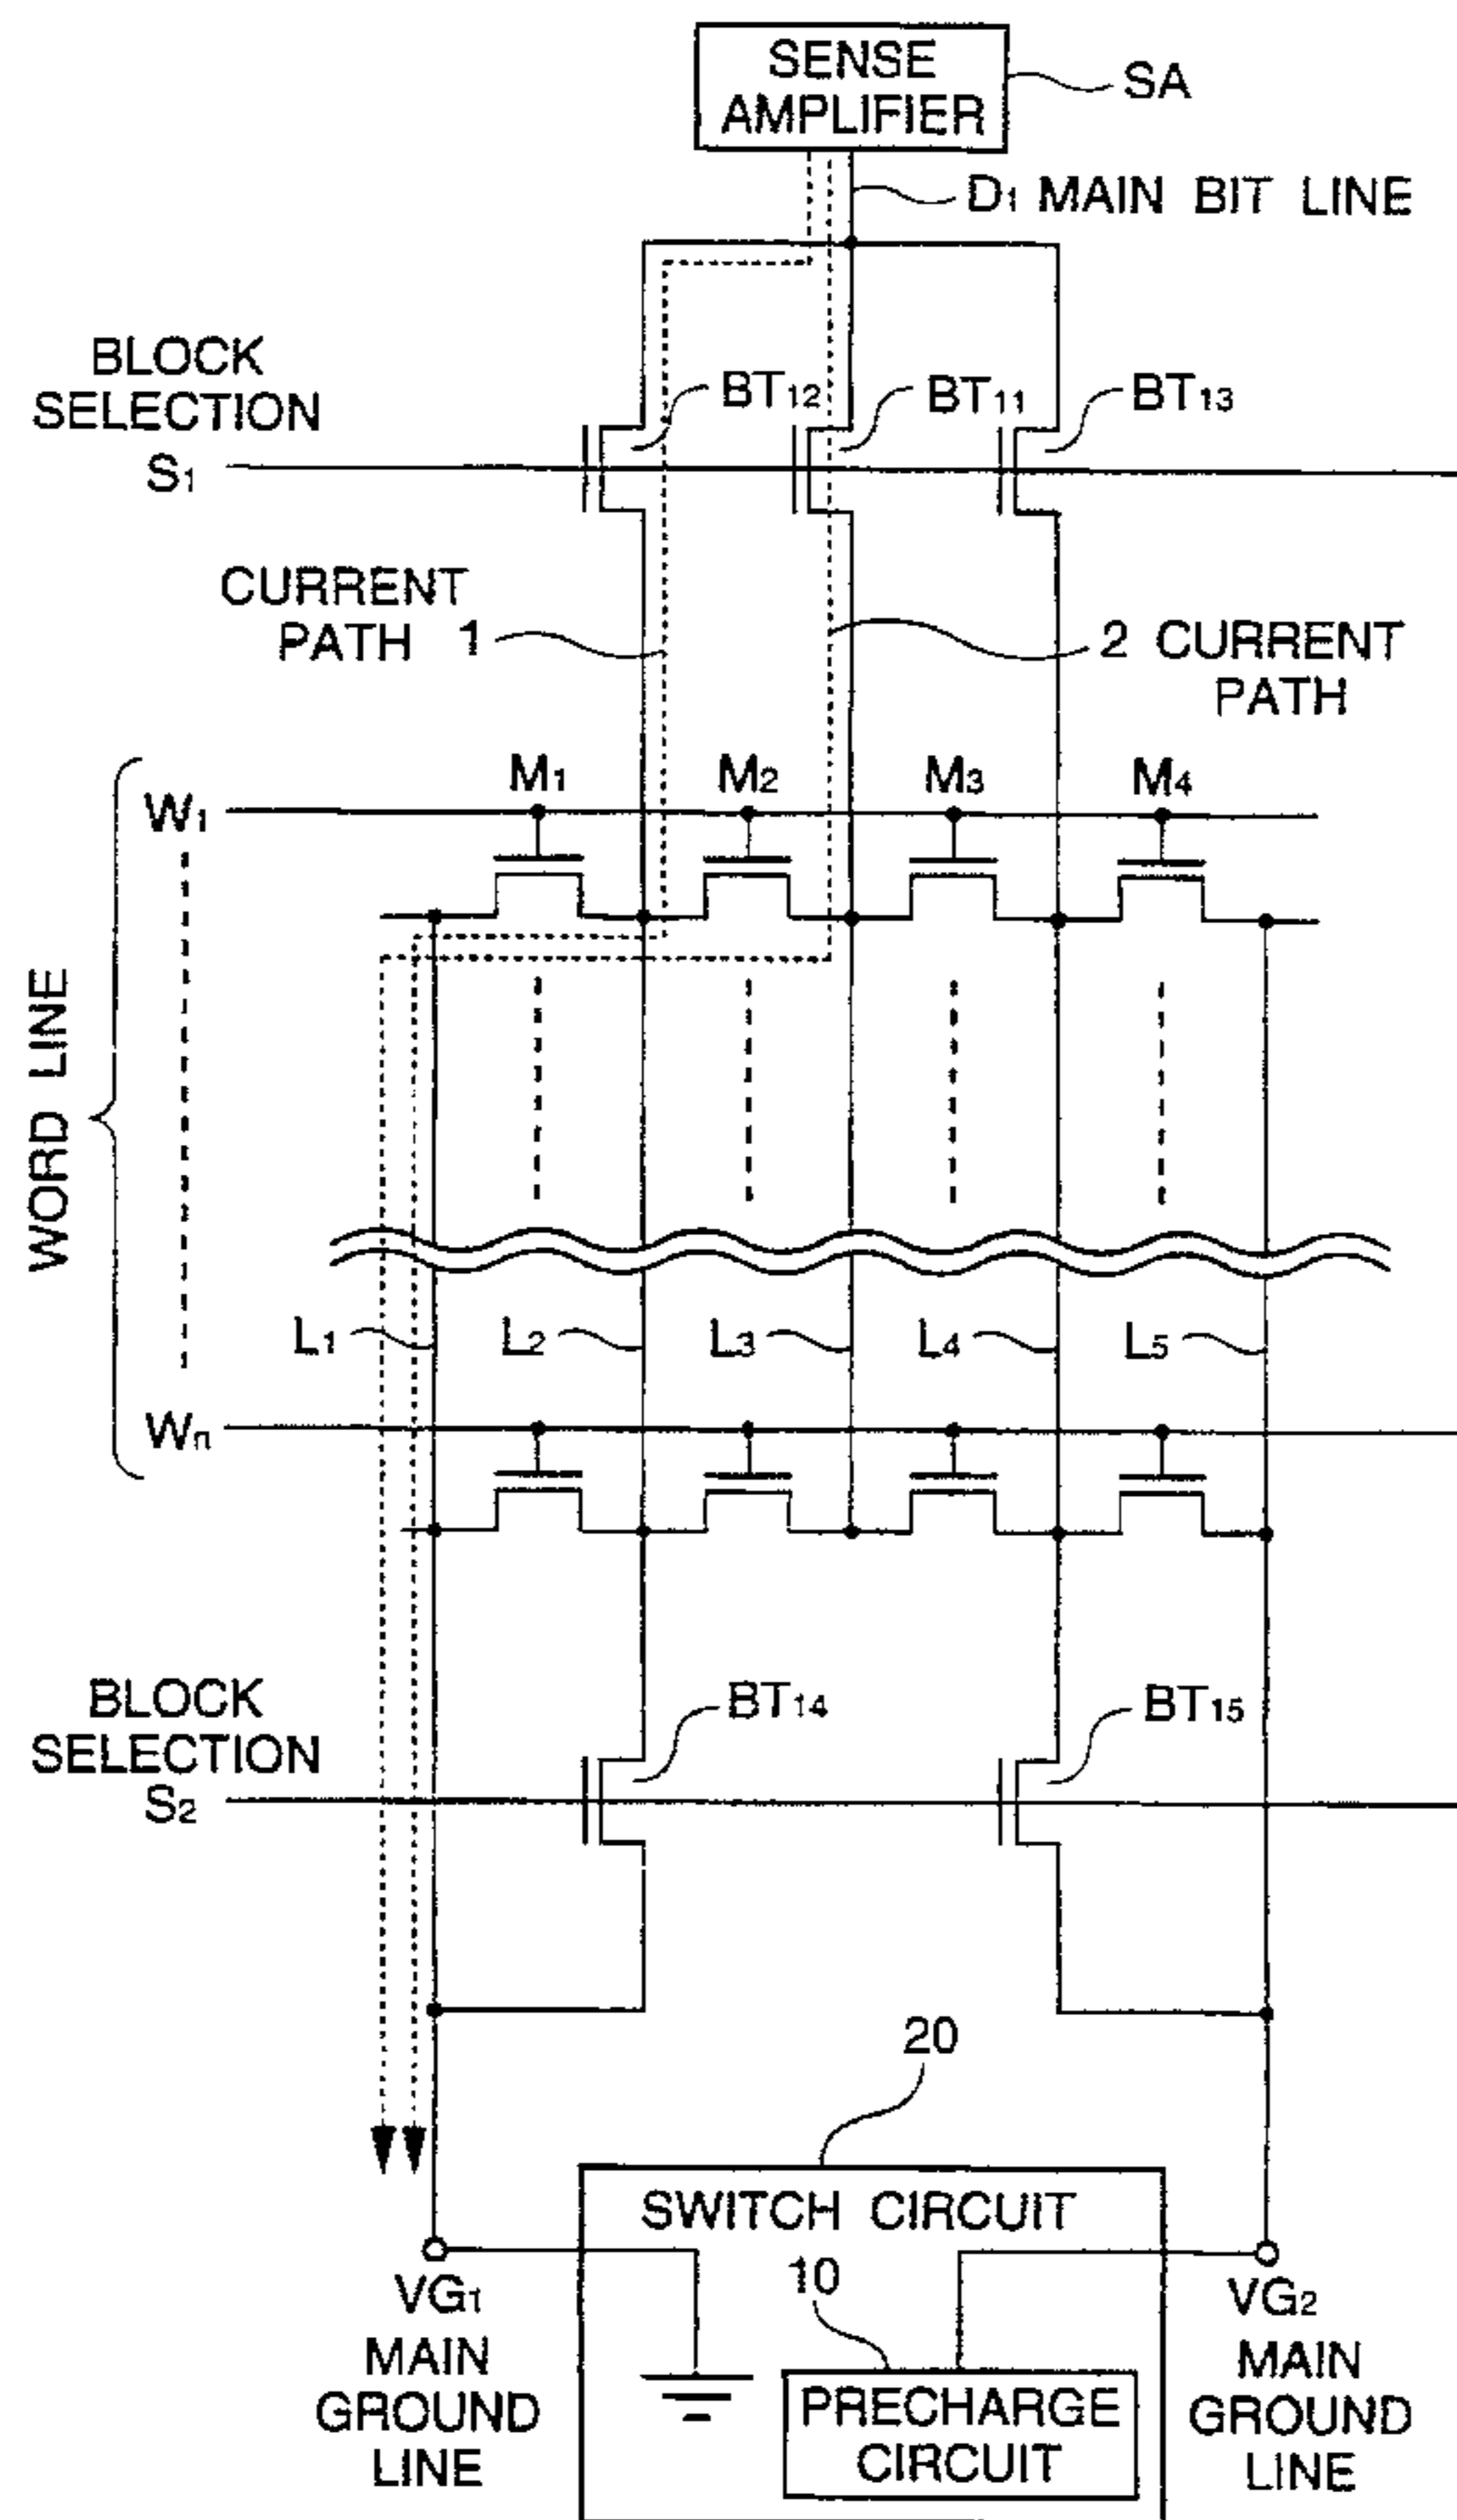 SENSE
AMPLIFIER
SA
D1 MAIN BIT LINE
BLOCK
SELECTION
S1
BT12
BT11
BT13
CURRENT
PATH 1
2 CURRENT
PATH
M1
M2
M3
M4
W1
WORD LINE
L1
L2
L3
L4
L5
Wn
BLOCK
SELECTION
S2
BT14
BT15
20
SWITCH CIRCUIT
10
VG1
MAIN
GROUND
LINE
PRECHARGE
CIRCUIT
VG2
MAIN
GROUND
LINE